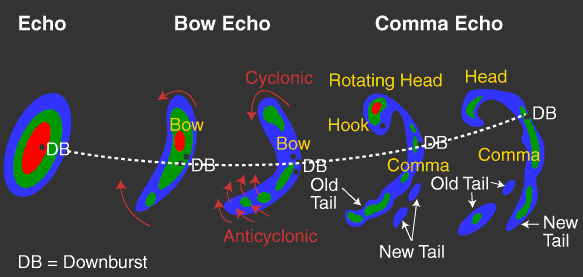 Echo
Bow Echo
Comma Echo
Cyclonic
Rotating Head
Head
Bow
Hook
Bow
DB
DB
DB
DB
DB
Comma
Comma
Old
Tail
Old Tail
Anticyclonic
New Tail
New
Tail
DB = Downburst